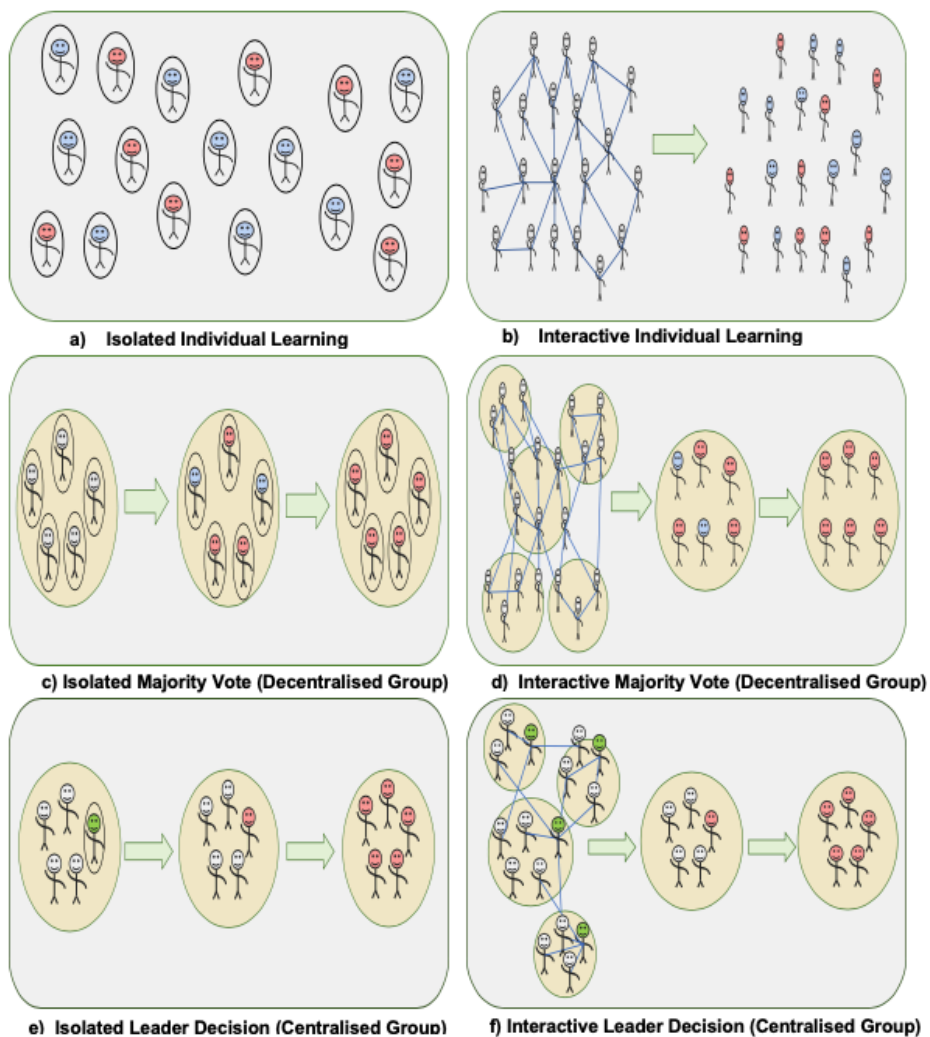 a) Isolated Individual Learning
b) Interactive Individual Learning
c) Isolated Majority Vote (Decentralised Group)
d) Interactive Majority Vote (Decentralised Group)
e) Isolated Leader Decision (Centralised Group)
f) Interactive Leader Decision (Centralised Group)